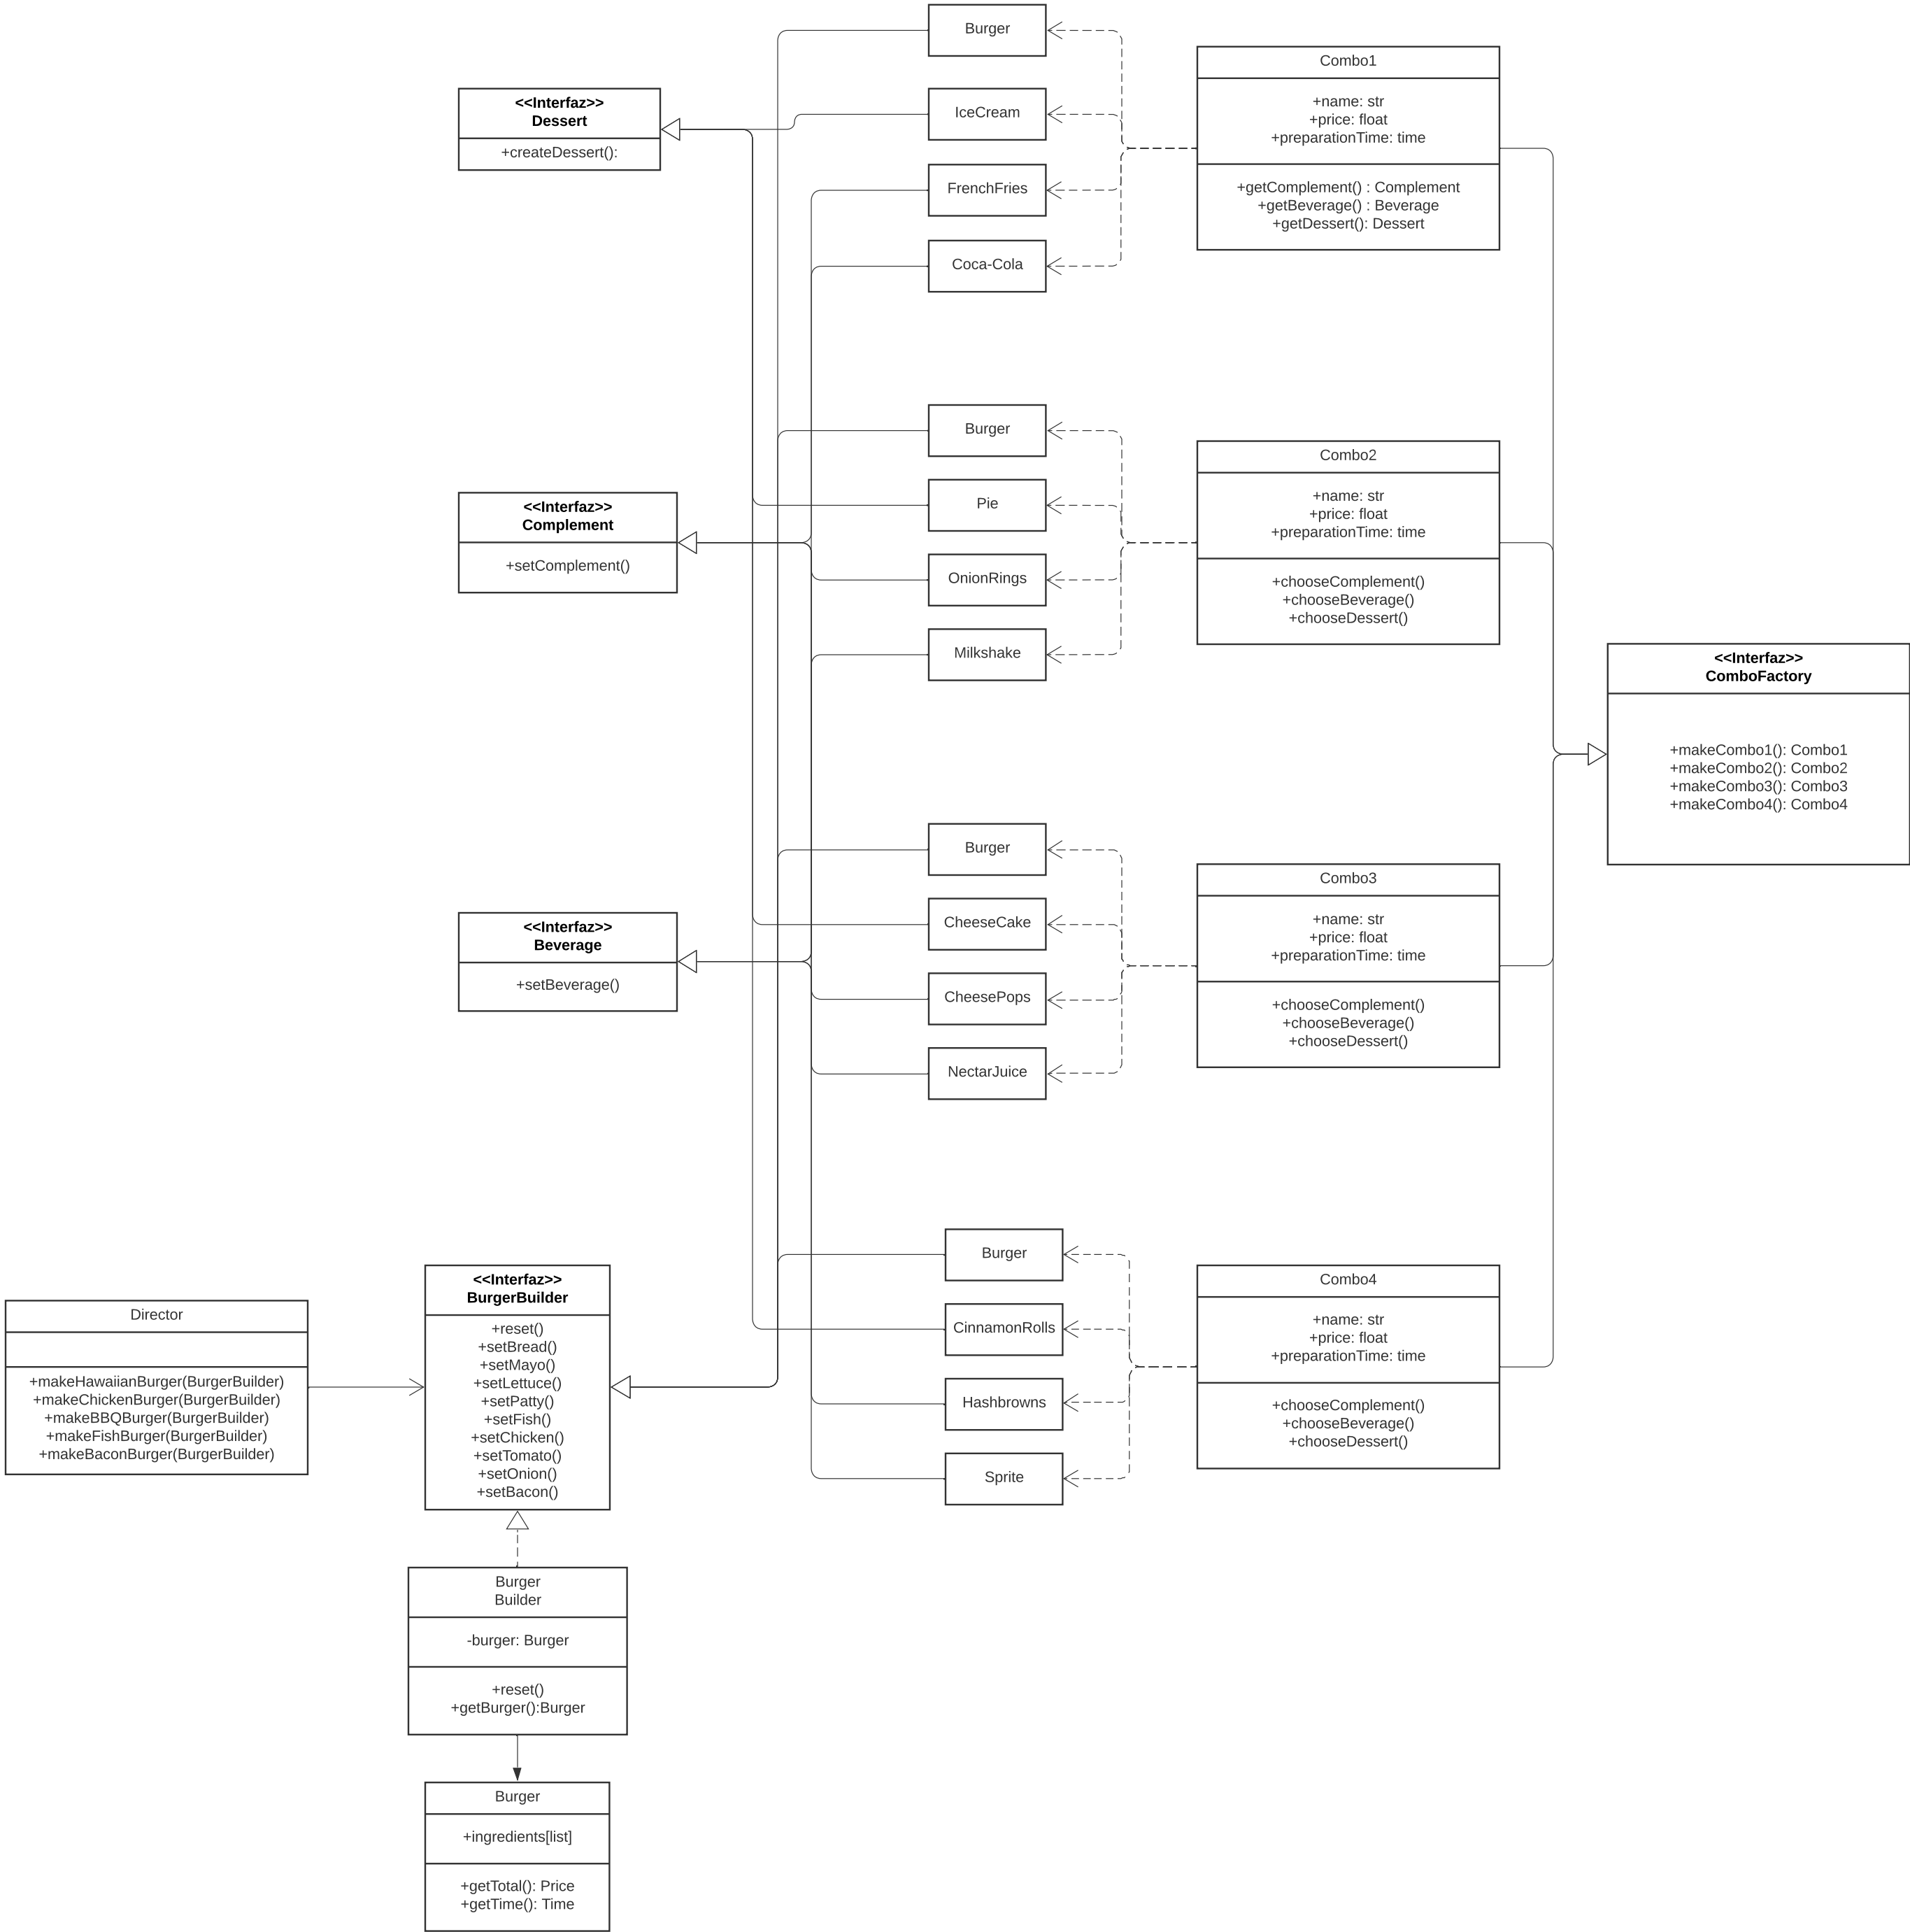 Burger
IceCream
FrenchFries
Coca-Cola
Combo1
+name: str
+price: float
+preparationTime: time
+getComplement() : Complement
+getBeverage() : Beverage
+getDessert(): Dessert
<<Interfaz>>
Dessert
+createDessert():
Burger
Pie
OnionRings
Milkshake
Combo2
+name: str
+price: float
+preparationTime: time
+chooseComplement()
+chooseBeverage()
+chooseDessert()
<<Interfaz>>
Complement
+setComplement()
<<Interfaz>>
ComboFactory
+makeCombo1(): Combo1
+makeCombo2(): Combo2
+makeCombo3(): Combo3
+makeCombo4(): Combo4
Burger
CheeseCake
CheesePops
NectarJuice
Combo3
+name: str
+price: float
+preparationTime: time
+chooseComplement()
+chooseBeverage()
+chooseDessert()
<<Interfaz>>
Beverage
+setBeverage()
Burger
CinnamonRolls
Hashbrowns
Sprite
Combo4
+name: str
+price: float
+preparationTime: time
+chooseComplement()
+chooseBeverage()
+chooseDessert()
Director
+makeHawaiianBurger(BurgerBuilder)
+makeChickenBurger(BurgerBuilder)
+makeBBQBurger(BurgerBuilder)
+makeFishBurger(BurgerBuilder)
+makeBaconBurger(BurgerBuilder)
<<Interfaz>>
BurgerBuilder
+reset()
+setBread()
+setMayo()
+setLettuce()
+setPatty()
+setFish()
+setChicken()
+setTomato()
+setOnion()
+setBacon()
Burger
Builder
-burger: Burger
+reset()
+getBurger():Burger
Burger
+ingredients[list]
+getTotal(): Price
+getTime(): Time